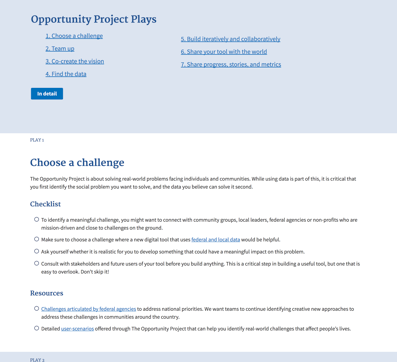 Opportunity Project Plays
1. Choose a challenge
2. Team up
3. Co-create the vision
4. Find the data
5. Build iteratively and collaboratively
6. Share your tool with the world
7. Share progress, stories, and metrics
In detail
PLAY 1
Choose a challenge
The Opportunity Project is about solving real-world problems facing individuals and communities. While using data is part of this, it is critical that
you first identify the social problem you want to solve, and the data you believe can solve it second.
Checklist
To identify a meaningful challenge, you might want to connect with community groups, local leaders, federal agencies or non-profits who are
mission-driven and close to challenges on the ground.
Make sure to choose a challenge where a new digital tool that uses federal and local data would be helpful.
Ask yourself whether it is realistic for you to develop something that could have a meaningful impact on this problem.
Consult with stakeholders and future users of your tool before you build anything. This is a critical step in building a useful tool, but one that is
easy to overlook. Don't skip it!
Resources
Challenges articulated by federal agencies to address national priorities. We want teams to continue identifying creative new approaches to
address these challenges in communities around the country.
Detailed user-scenarios offered through The Opportunity Project that can help you identify real-world challenges that affect people's lives.
PLAY 2